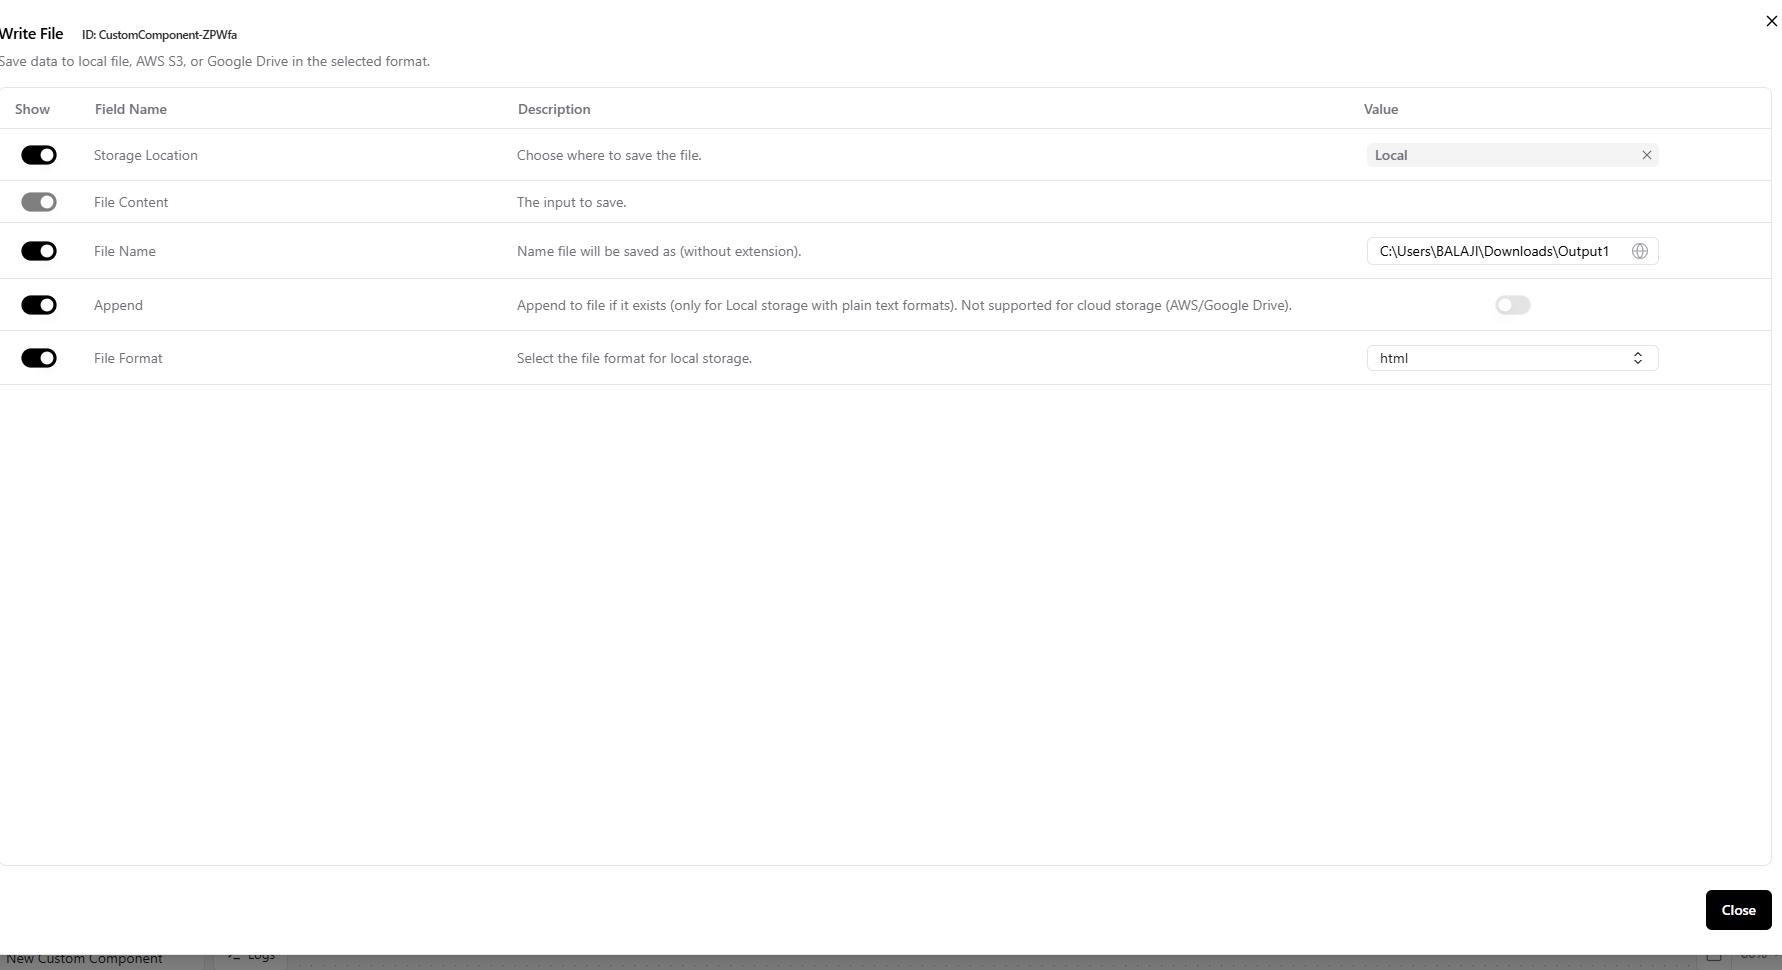 Write File ID: CustomComponent-ZPWfa
Save data to local file, AWS S3, or Google Drive in the selected format.
Show Field Name Description Value
Storage Location Choose where to save the file. Local
File Content The input to save.
File Name Name file will be saved as (without extension). C:\Users\BALAJI\Downloads\Output1
Append Append to file if it exists (only for Local storage with plain text formats). Not supported for cloud storage (AWS/Google Drive).
File Format Select the file format for local storage. html
Close
New Custom Component Logs